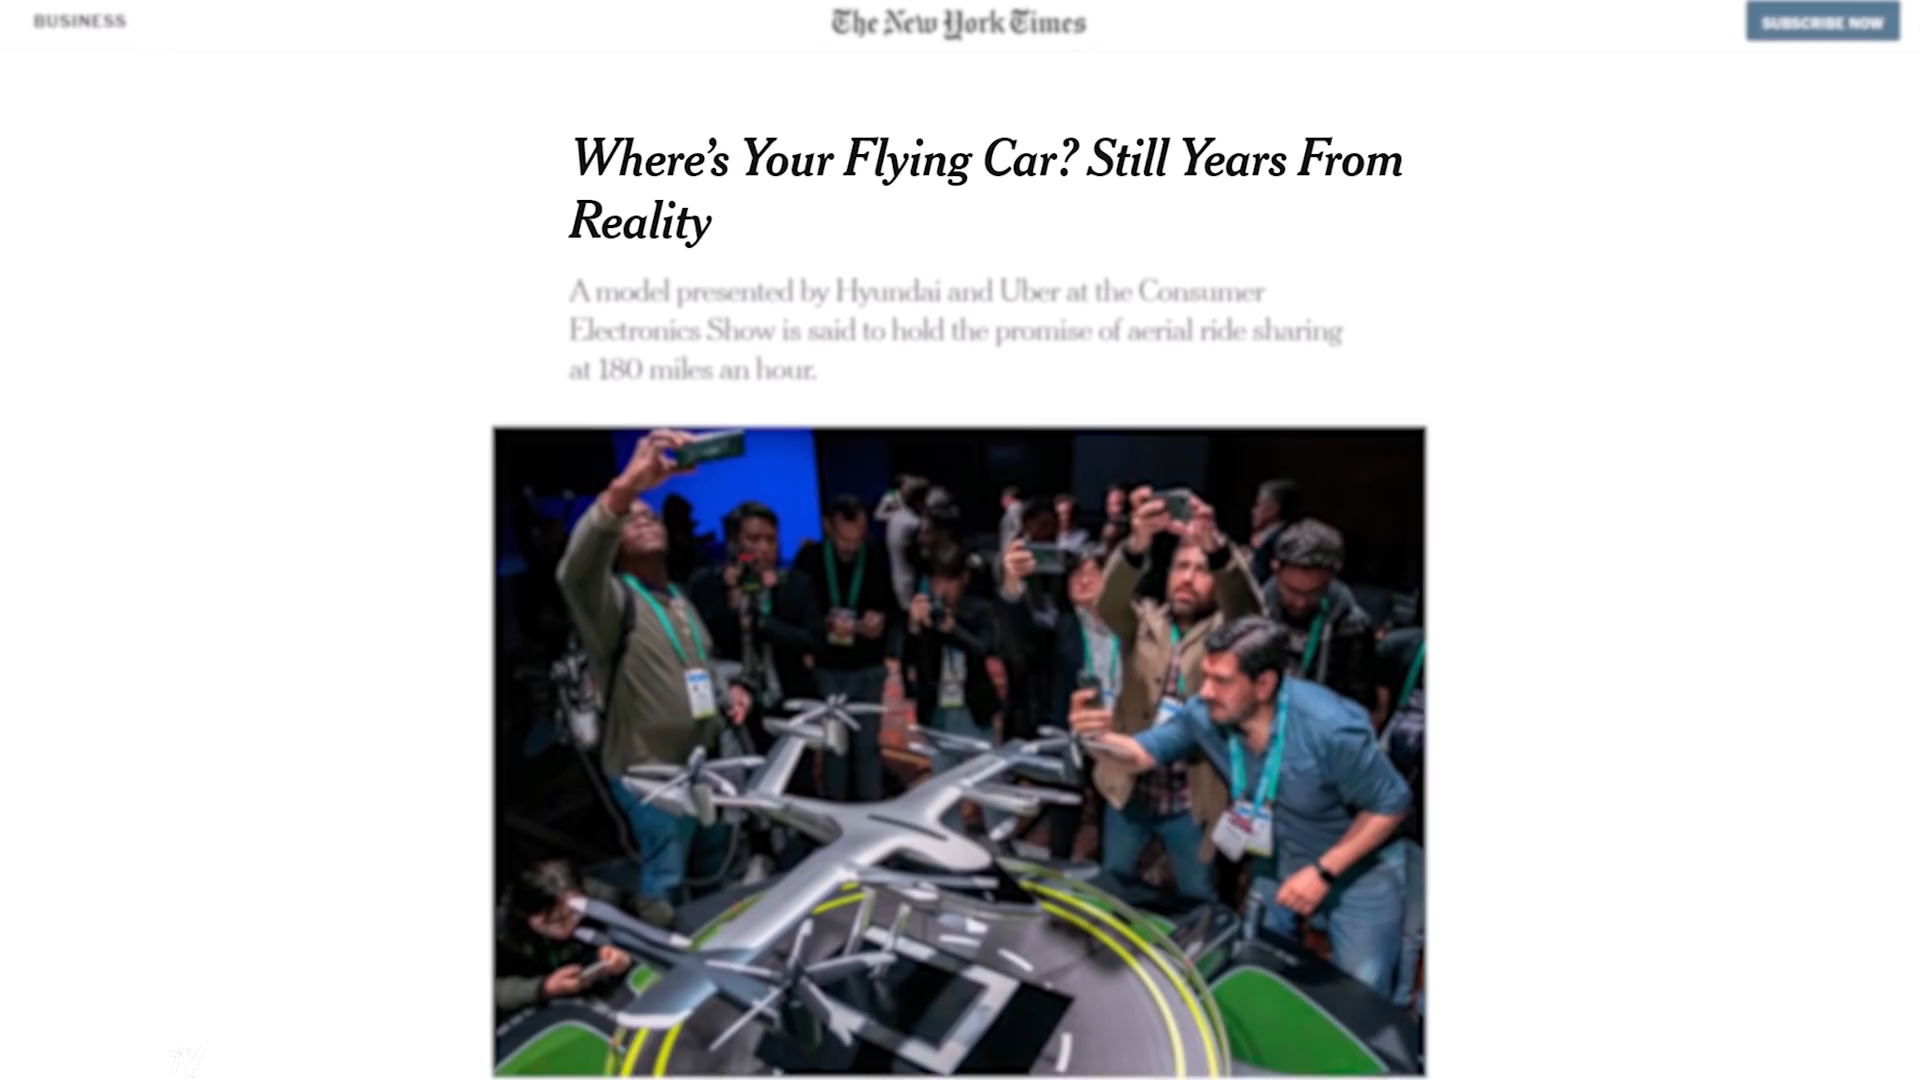 BUSINESS
The New York Times
SUBSCRIBE NOW
Where’s Your Flying Car? Still Years From
Reality
A model presented by Hyundai and Uber at the Consumer
Electronics Show is said to hold the promise of aerial ride sharing
at 180 miles an hour.